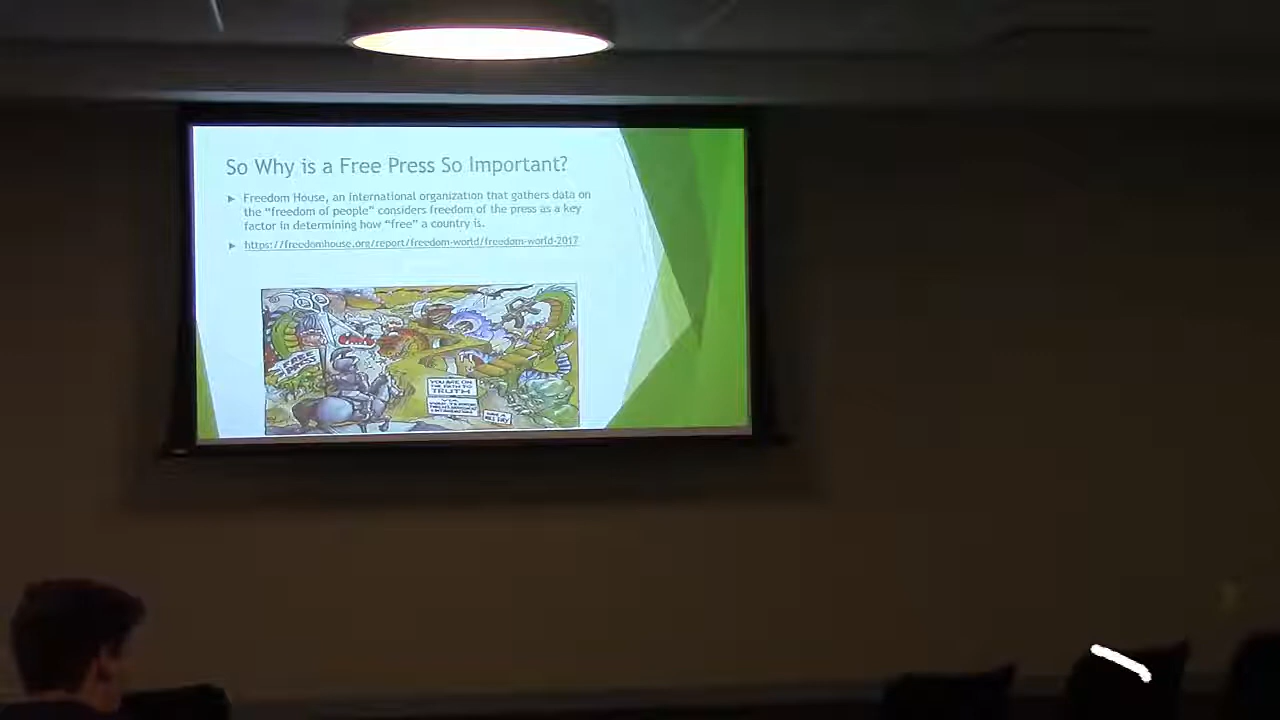 So Why is a Free Press So Important?
Freedom House, an international organization that gathers data on
the "freedom of people" considers freedom of the press as a key
factor in determining how "free" a country is.
https://freedomhouse.org/report/freedom-world/freedom-world-2017
FREE
PRESS
YOU ARE ON
THE PATH TO
TRUTH